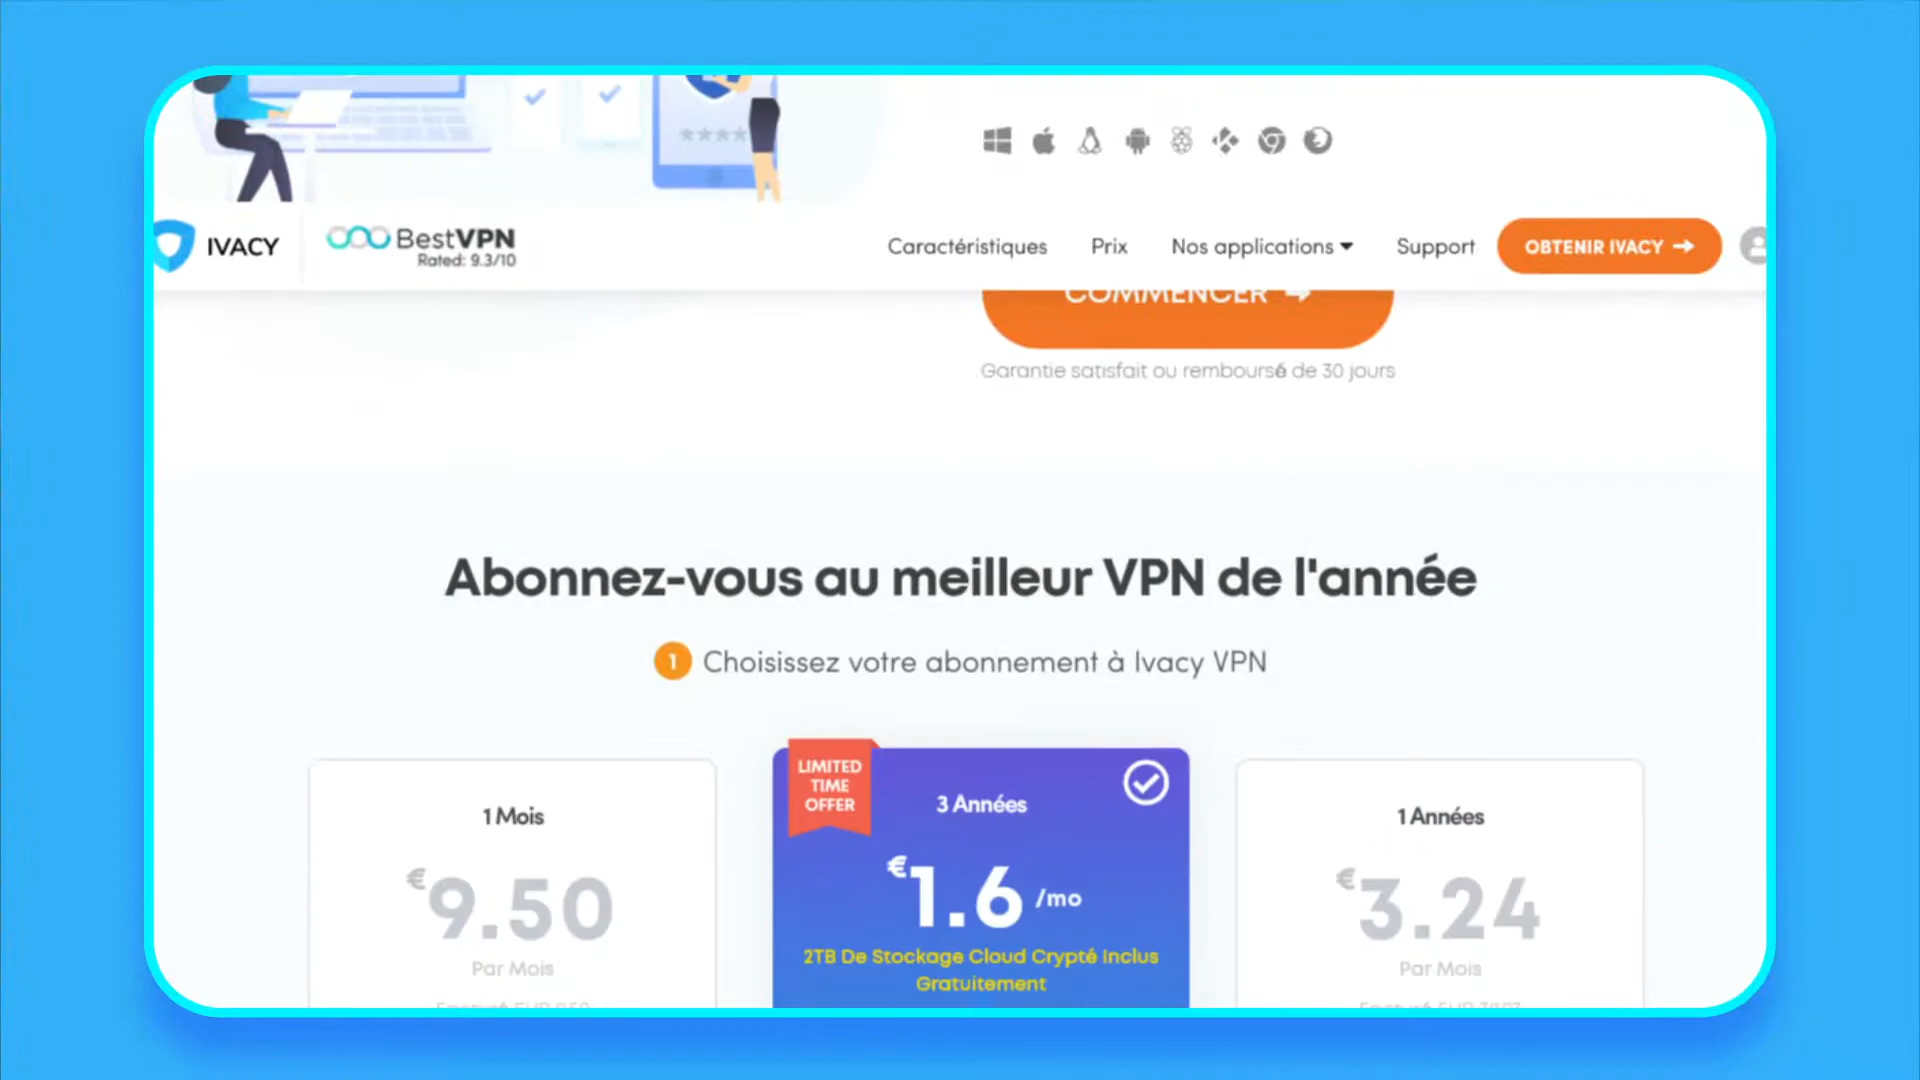 IVACY
BestVPN
Rated: 9.3/10
Caractéristiques
Prix
Nos applications
Support
OBTENIR IVACY
COMMENCER
Garantie satisfait ou remboursé de 30 jours
Abonnez-vous au meilleur VPN de l'année
1 Choisissez votre abonnement à Ivacy VPN
1 Mois
€9.50
Par Mois
LIMITED
TIME
OFFER
3 Années
€1.6 /mo
2TB De Stockage Cloud Crypté Inclus
Gratuitement
1 Années
€3.24
Par Mois